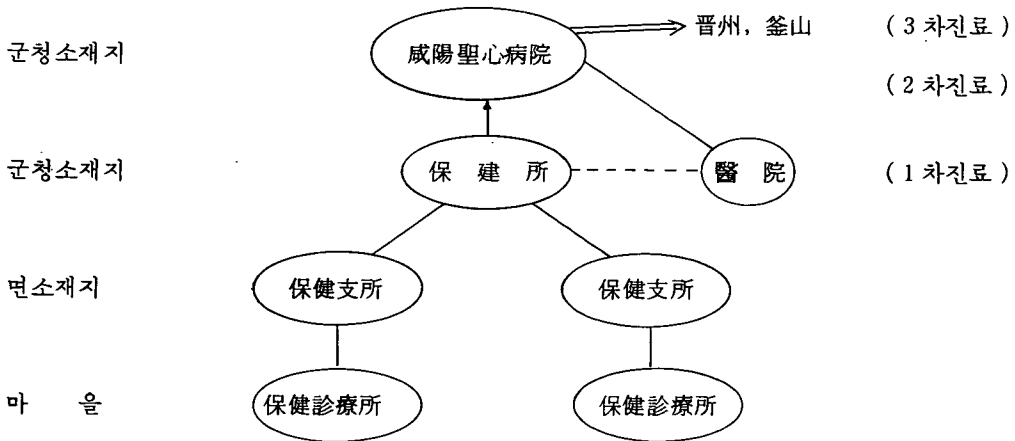 군청소재지 咸陽聖心病院 晋州, 釜山 ( 3 차진료 )
( 2 차진료 )
군청소재지 保 建 所 醫 院 ( 1 차진료 )
면소재지 保健支所 保健支所
마 을 保健診療所 保健診療所